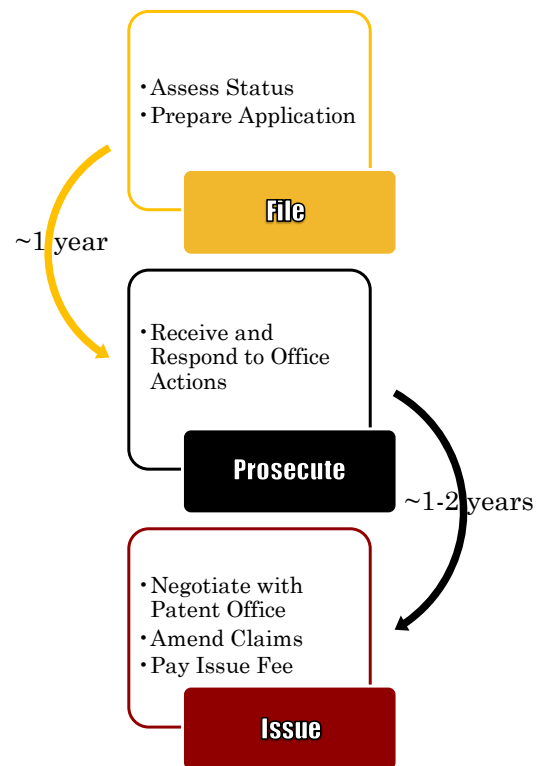 •Assess Status
•Prepare Application
File
~1 year
•Receive and
Respond to Office
Actions
Prosecute
~1-2 years
•Negotiate with
Patent Office
•Amend Claims
•Pay Issue Fee
Issue